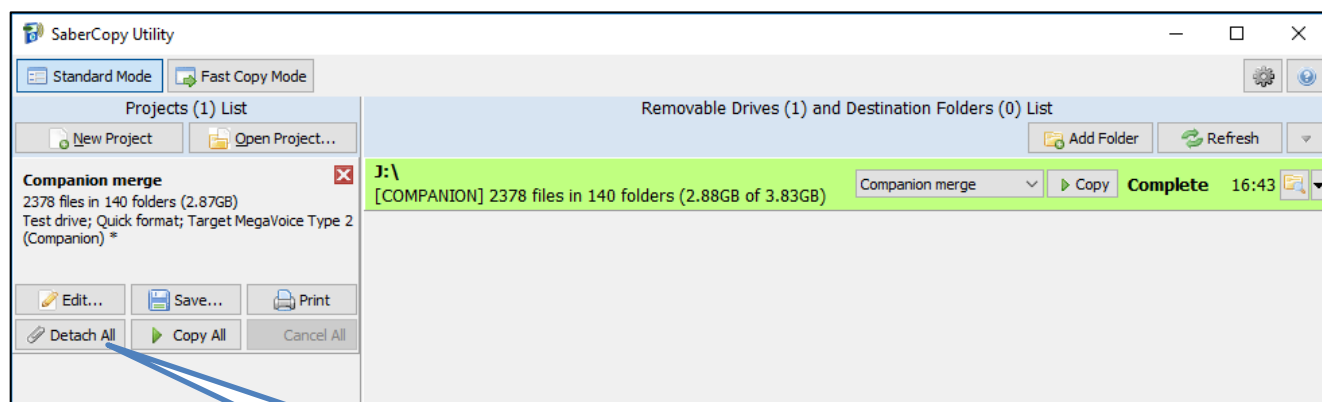 SaberCopy Utility
Standard Mode Fast Copy Mode
Projects (1) List
Removable Drives (1) and Destination Folders (0) List
New Project Open Project...
Add Folder Refresh
Companion merge
2378 files in 140 folders (2.87GB)
Test drive; Quick format; Target MegaVoice Type 2
(Companion) *
J:\
[COMPANION] 2378 files in 140 folders (2.88GB of 3.83GB)
Companion merge Copy Complete 16:43
Edit... Save... Print
Detach All Copy All Cancel All